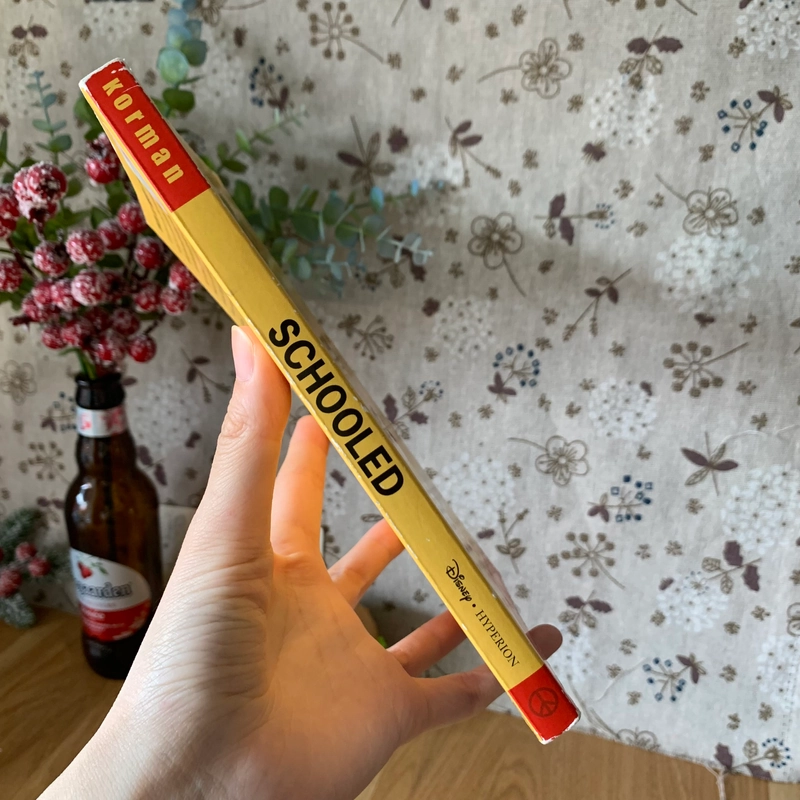 Korman
SCHOOLED
Disney • HYPERION